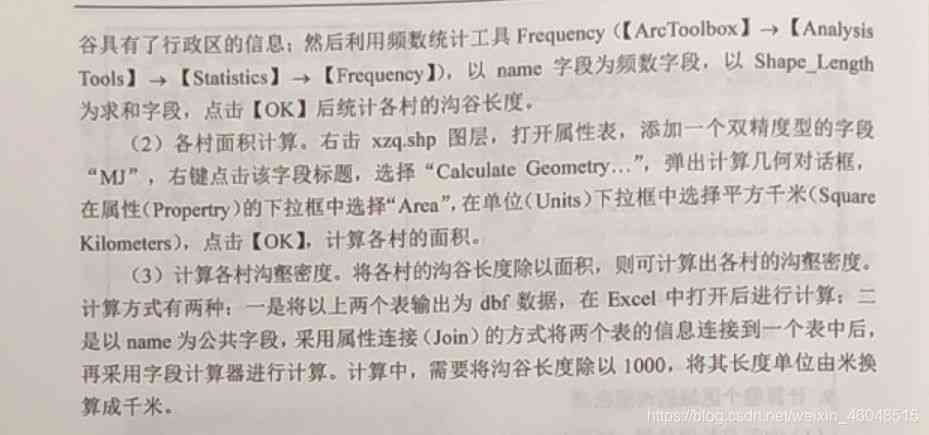 谷具有了行政区的信息；然后利用频数统计工具 Frequency（【ArcToolbox】→【Analysis
Tools】→【Statistics】→【Frequency】），以 name 字段为频数字段，以 Shape_Length
为求和字段，点击【OK】后统计各村的沟谷长度。
（2）各村面积计算。右击 xzq.shp 图层，打开属性表，添加一个双精度型的字段
“MJ”，右键点击该字段标题，选择“Calculate Geometry…”，弹出计算几何对话框，
在属性（Propertry）的下拉框中选择“Area”，在单位（Units）下拉框中选择平方千米（Square
Kilometers），点击【OK】，计算各村的面积。
（3）计算各村沟壑密度。将各村的沟谷长度除以面积，则可计算出各村的沟壑密度。
计算方式有两种：一是将以上两个表输出为 dbf 数据，在 Excel 中打开后进行计算；二
是以 name 为公共字段，采用属性连接（Join）的方式将两个表的信息连接到一个表中后，
再采用字段计算器进行计算。计算中，需要将沟谷长度除以 1000，将其长度单位由米换
算成千米。
https://blog.csdn.net/weixin_46048515